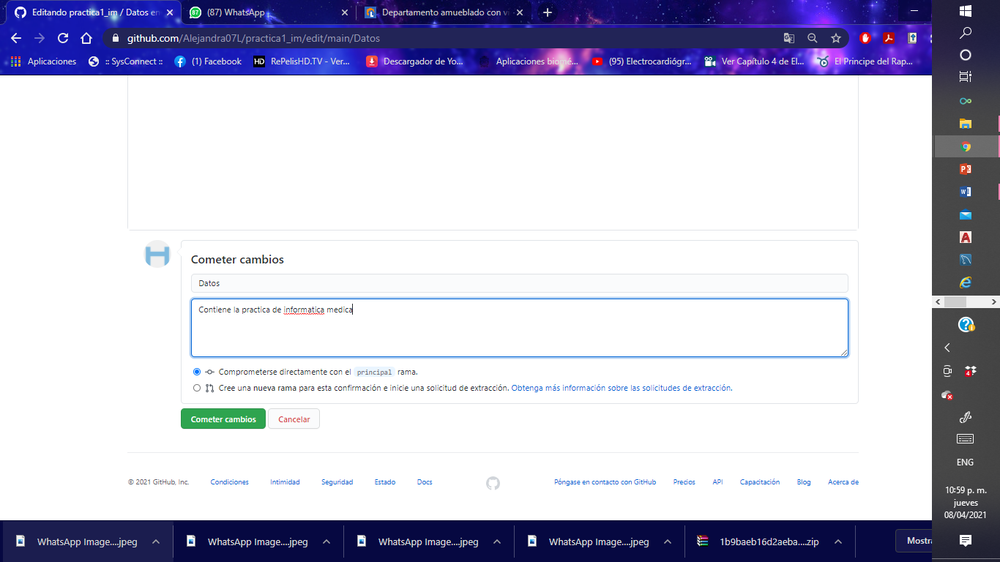 Editando practica1_im / Datos en
(87) WhatsApp
Departamento amueblado con vi
github.com/Alejandra07L/practica1_im/edit/main/Datos
Aplicaciones
:: SysConnect ::
(1) Facebook
HD
RePelisHD.TV - Ver...
Descargador de Yo...
Aplicaciones biomé...
(95) Electrocardiógr...
Ver Capítulo 4 de El...
El Principe del Rap...
Cometer cambios
Datos
Contiene la practica de informatica medica
Comprometerse directamente con el principal rama.
Cree una nueva rama para esta confirmación e inicie una solicitud de extracción. Obtenga más información sobre las solicitudes de extracción.
Cometer cambios
Cancelar
© 2021 GitHub, Inc.
Condiciones
Intimidad
Seguridad
Estado
Docs
Póngase en contacto con GitHub
Precios
API
Capacitación
Blog
Acerca de
WhatsApp Image....jpeg
WhatsApp Image....jpeg
WhatsApp Image....jpeg
WhatsApp Image....jpeg
1b9baeb16d2aeba....zip
Mostra
4
ENG
10:59 p. m.
jueves
08/04/2021